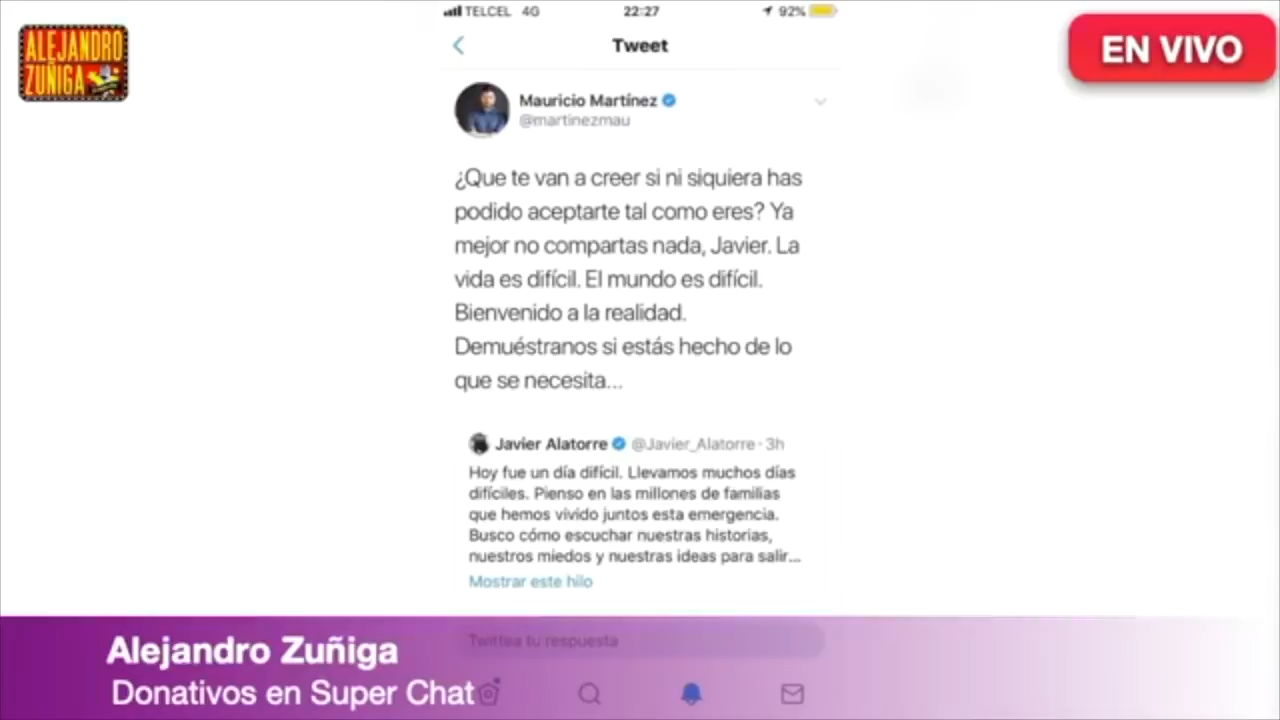 ALEJANDRO
ZUÑIGA
TELCEL 4G 22:27 92%
Tweet
EN VIVO
Mauricio Martínez
@martinezmau
¿Que te van a creer si ni siquiera has
podido aceptarte tal como eres? Ya
mejor no compartas nada, Javier. La
vida es difícil. El mundo es difícil.
Bienvenido a la realidad.
Demuéstranos si estás hecho de lo
que se necesita...
Javier Alatorre @Javier_Alatorre · 3h
Hoy fue un día difícil. Llevamos muchos días
difíciles. Pienso en las millones de familias
que hemos vivido juntos esta emergencia.
Busco cómo escuchar nuestras historias,
nuestros miedos y nuestras ideas para salir...
Mostrar este hilo
Twittea tu respuesta
Alejandro Zuñiga
Donativos en Super Chat